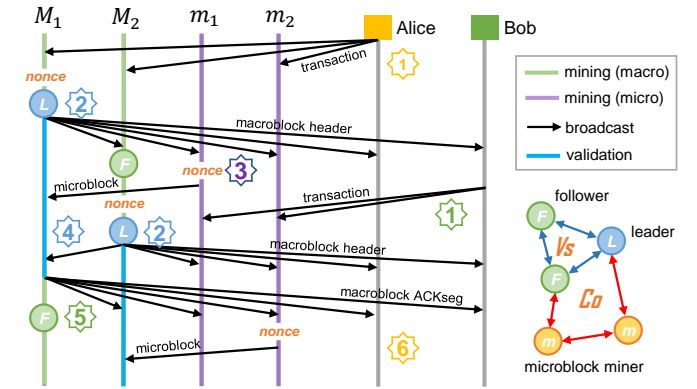 M₁ M₂ m₁ m₂ Alice Bob
transaction
1
nonce
L 2
macroblock header
F
nonce 3
microblock
transaction
1
nonce
4
L 2
macroblock header
macroblock ACKseg
F 5
nonce
6
microblock
mining (macro)
mining (micro)
broadcast
validation
follower
F
leader
L
Vs
F
Co
m m
microblock miner